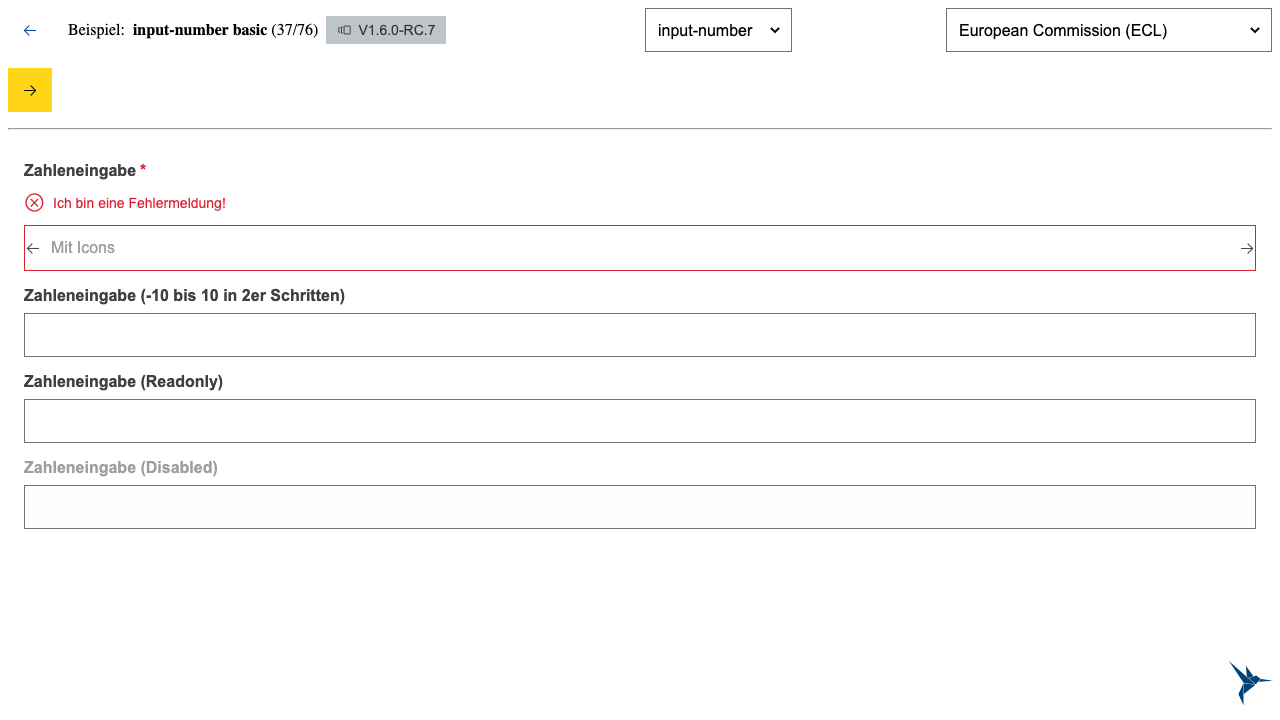 Beispiel: input-number basic (37/76) V1.6.0-RC.7 input-number European Commission (ECL)
Zahleneingabe *
Ich bin eine Fehlermeldung!
Mit Icons
Zahleneingabe (-10 bis 10 in 2er Schritten)
Zahleneingabe (Readonly)
Zahleneingabe (Disabled)